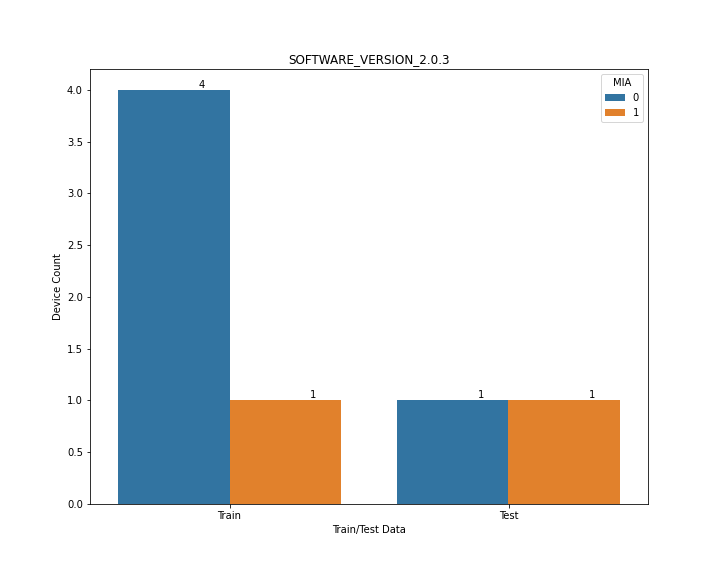 SOFTWARE_VERSION_2.0.3
MIA
0
1
4
1
1
1
4.0
3.5
3.0
2.5
2.0
1.5
1.0
0.5
0.0
Device Count
Train
Test
Train/Test Data